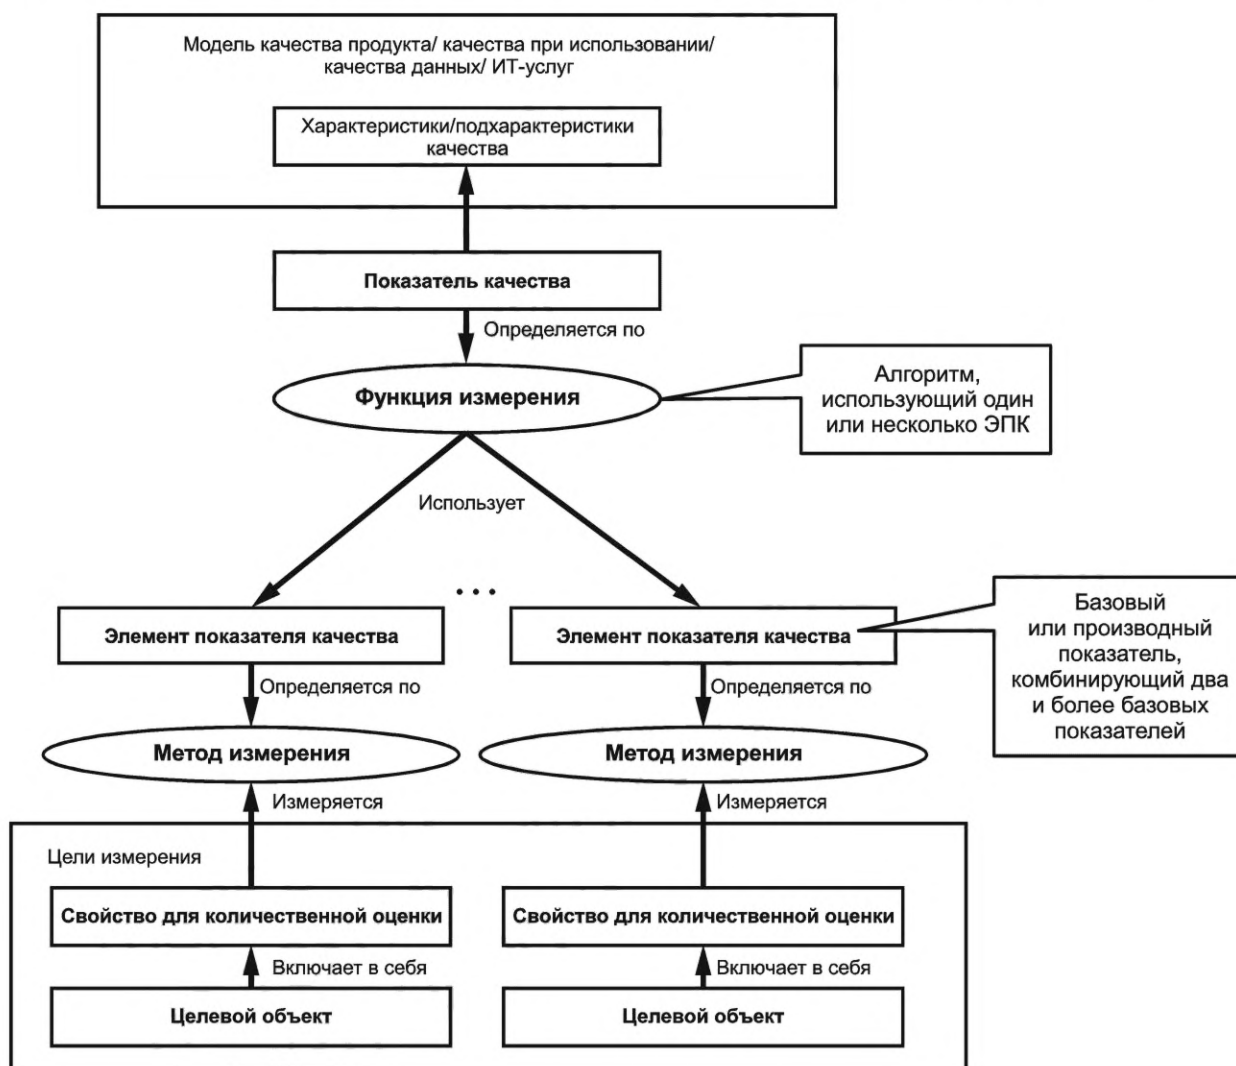 Модель качества продукта/ качества при использовании/
качества данных/ ИТ-услуг
Характеристики/подхарактеристики
качества
Показатель качества
Определяется по
Функция измерения
Алгоритм,
использующий один
или несколько ЭПК
Использует
...
Элемент показателя качества
Элемент показателя качества
Базовый
или производный
показатель,
комбинирующий два
и более базовых
показателей
Определяется по
Определяется по
Метод измерения
Метод измерения
Измеряется
Измеряется
Цели измерения
Свойство для количественной оценки
Свойство для количественной оценки
Включает в себя
Включает в себя
Целевой объект
Целевой объект